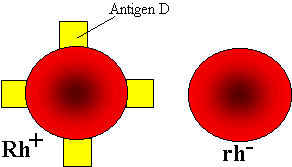 Antigen D
Rh+
rh-